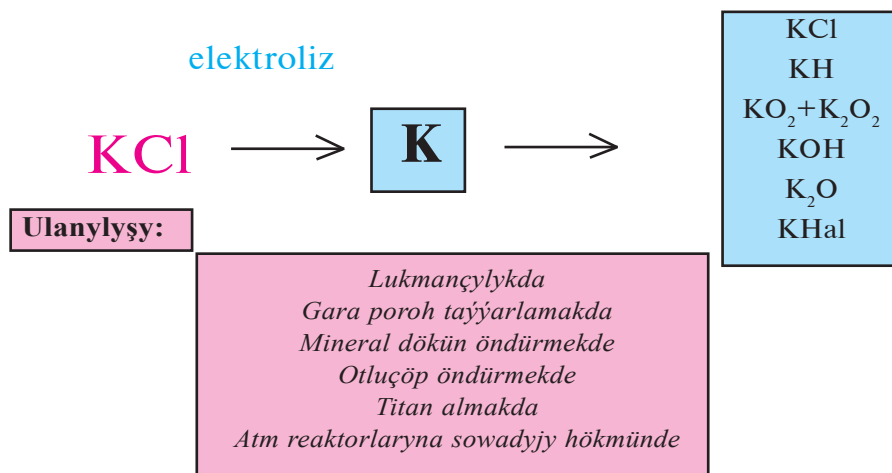 elektroliz
KCl
K
KCl
KH
KO₂+K₂O₂
KOH
K₂O
KHal
Ulanylyşy:
Lukmançylykda
Gara poroh taýýarlamakda
Mineral dökün öndürmekde
Otluçöp öndürmekde
Titan almakda
Atm reaktorlaryna sowadyjy hökmünde